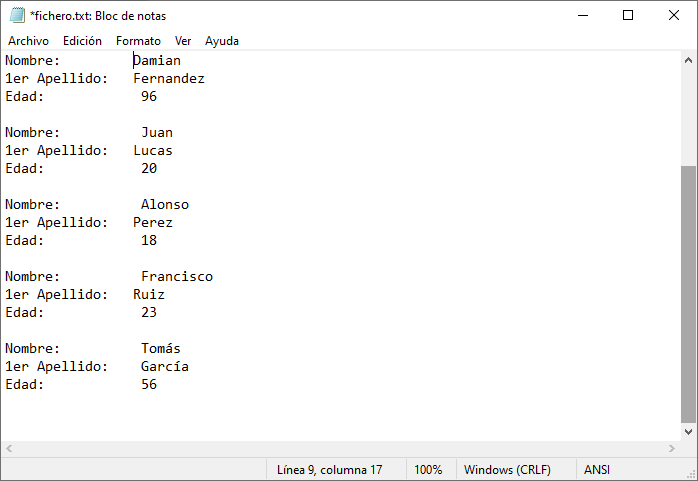 *fichero.txt: Bloc de notas
Archivo Edición Formato Ver Ayuda
Nombre: Damian
1er Apellido: Fernandez
Edad: 96
Nombre: Juan
1er Apellido: Lucas
Edad: 20
Nombre: Alonso
1er Apellido: Perez
Edad: 18
Nombre: Francisco
1er Apellido: Ruiz
Edad: 23
Nombre: Tomás
1er Apellido: García
Edad: 56
Línea 9, columna 17 100% Windows (CRLF) ANSI